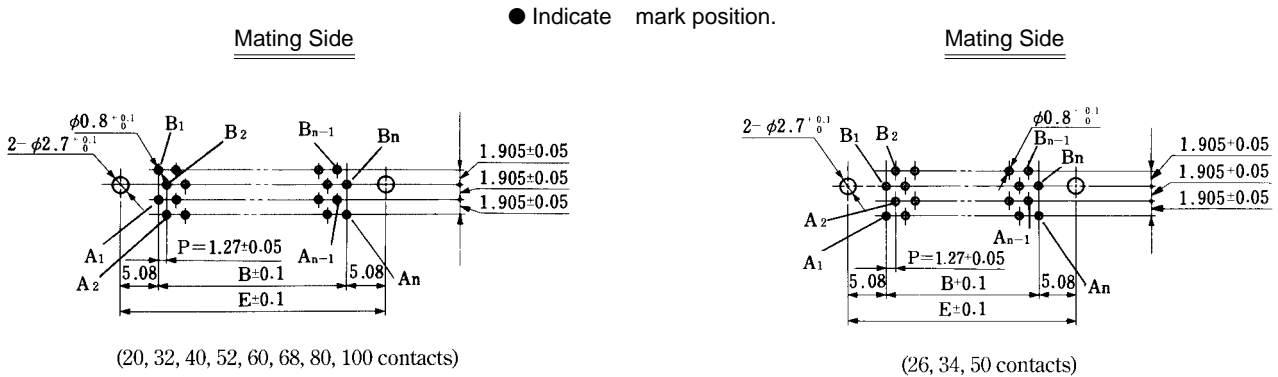 ● Indicate mark position.
Mating Side
2-φ2.7 +0.1 0
φ0.8 +0.1 0
B1
B2
Bn-1
Bn
1.905±0.05
1.905±0.05
1.905±0.05
A1
A2
P=1.27±0.05
An-1
An
5.08
B±0.1
5.08
E±0.1
(20, 32, 40, 52, 60, 68, 80, 100 contacts)
Mating Side
2-φ2.7 +0.1 0
B1
B2
φ0.8 +0.1 0
Bn-1
Bn
1.905+0.05
1.905+0.05
1.905±0.05
A2
A1
An-1
P=1.27+0.05
An
5.08
B+0.1
5.08
E±0.1
(26, 34, 50 contacts)